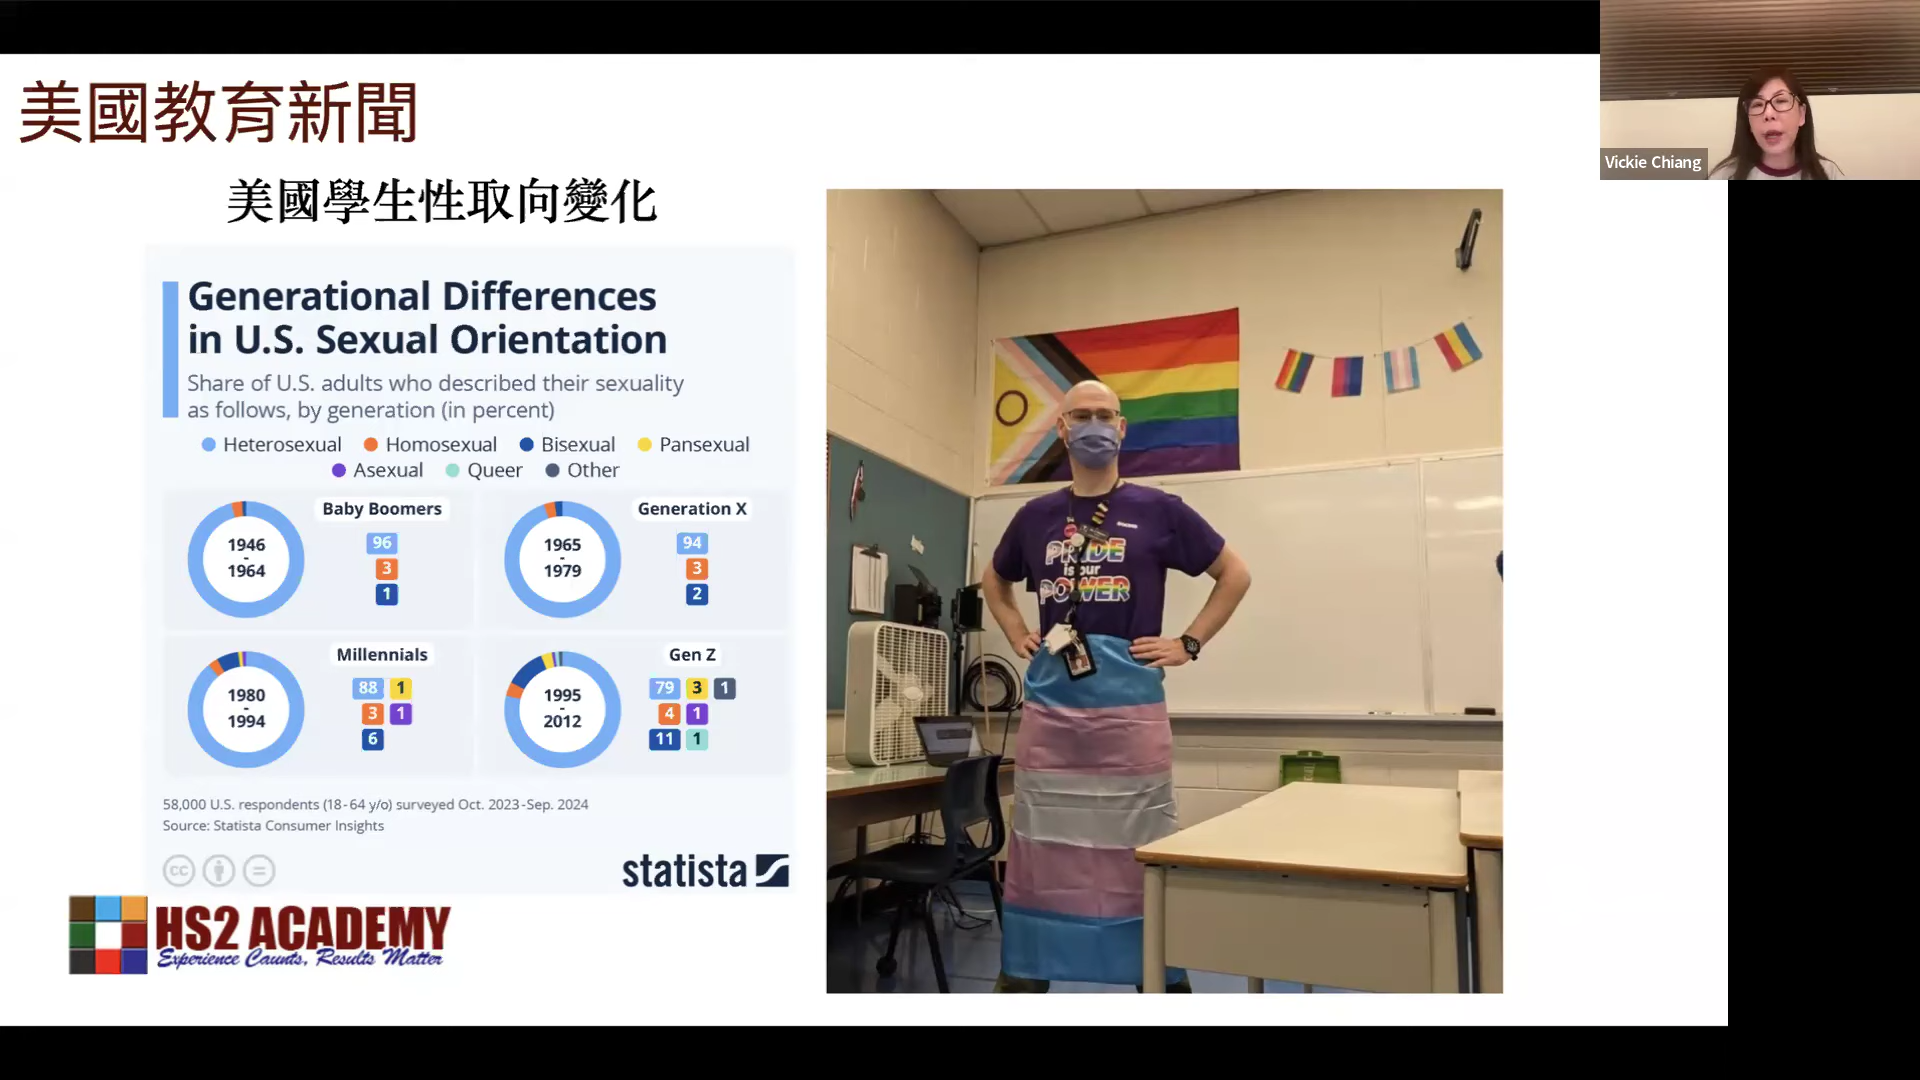 美國教育新聞
Vickie Chiang
美國學生性取向變化
Generational Differences
in U.S. Sexual Orientation
Share of U.S. adults who described their sexuality
as follows, by generation (in percent)
Heterosexual Homosexual Bisexual Pansexual
Asexual Queer Other
Baby Boomers
1946
-
1964
96
3
1
Generation X
1965
-
1979
94
3
2
Millennials
1980
-
1994
88 1
3 1
6
Gen Z
1995
-
2012
79 3 1
4 1
11 1
58,000 U.S. respondents (18-64 y/o) surveyed Oct. 2023-Sep. 2024
Source: Statista Consumer Insights
cc
statista
HS2 ACADEMY
Experience Counts, Results Matter
PRIDE
is our
POWER